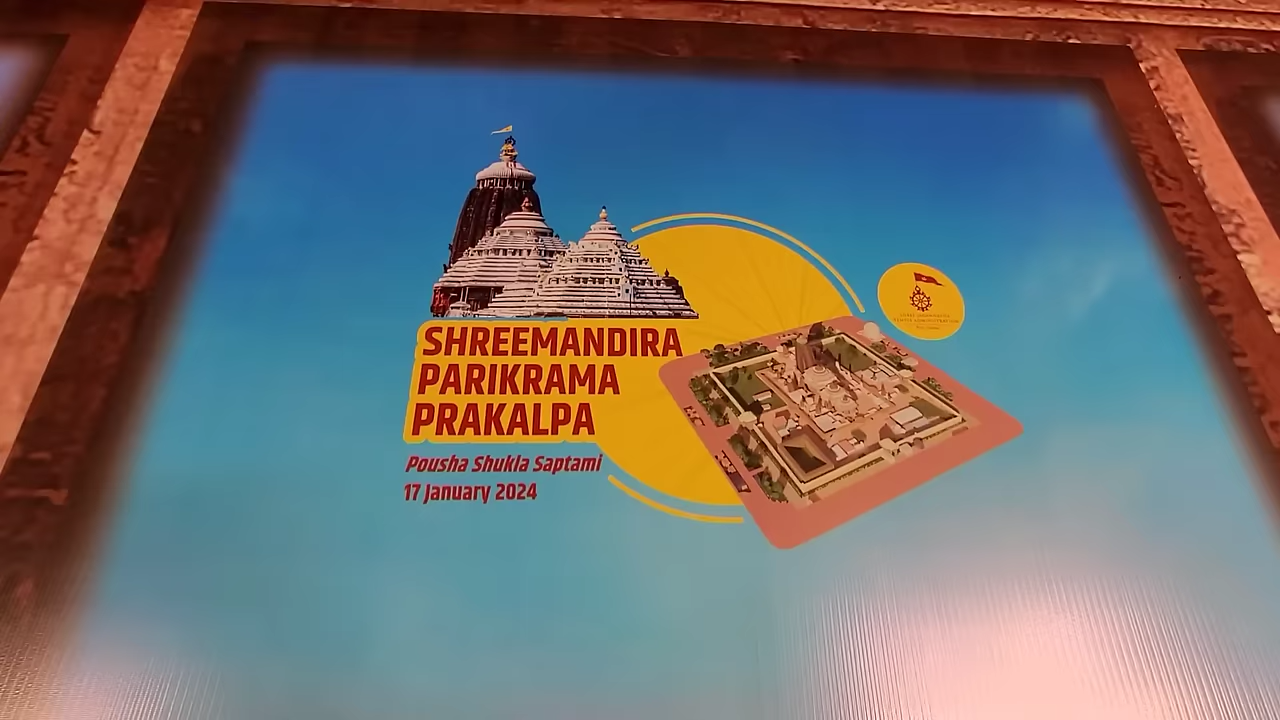 SHREEMANDIRA
PARIKRAMA
PRAKALPA
Pousha Shukla Saptami
17 January 2024